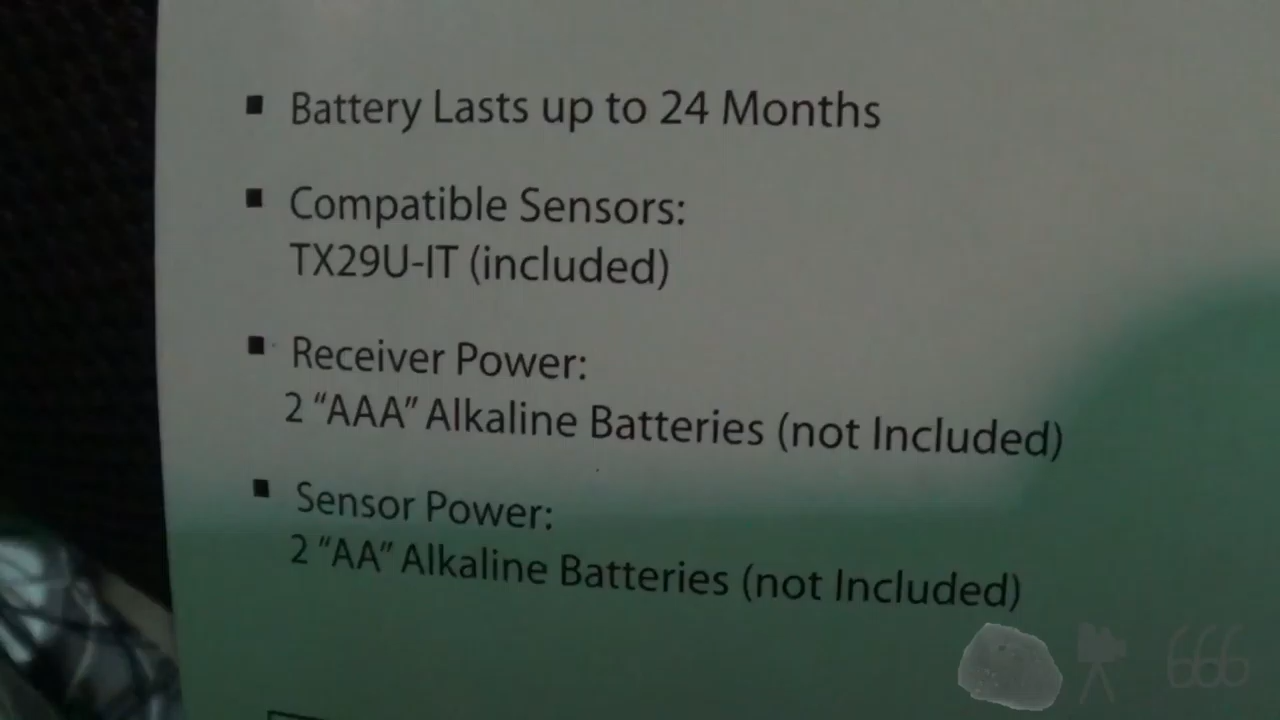 ▪ Battery Lasts up to 24 Months
▪ Compatible Sensors:
TX29U-IT (included)
▪ Receiver Power:
2 “AAA” Alkaline Batteries (not Included)
▪ Sensor Power:
2 “AA” Alkaline Batteries (not Included)
666